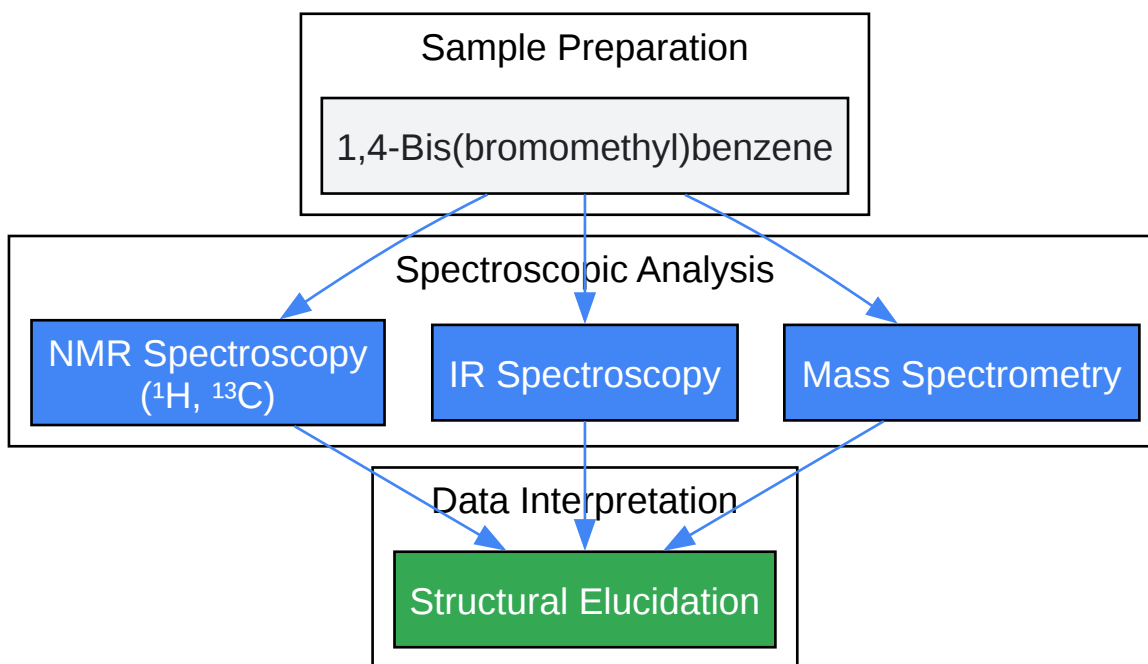 Sample Preparation
1,4-Bis(bromomethyl)benzene
Spectroscopic Analysis
NMR Spectroscopy
(¹H, ¹³C)
IR Spectroscopy
Mass Spectrometry
Data Interpretation
Structural Elucidation